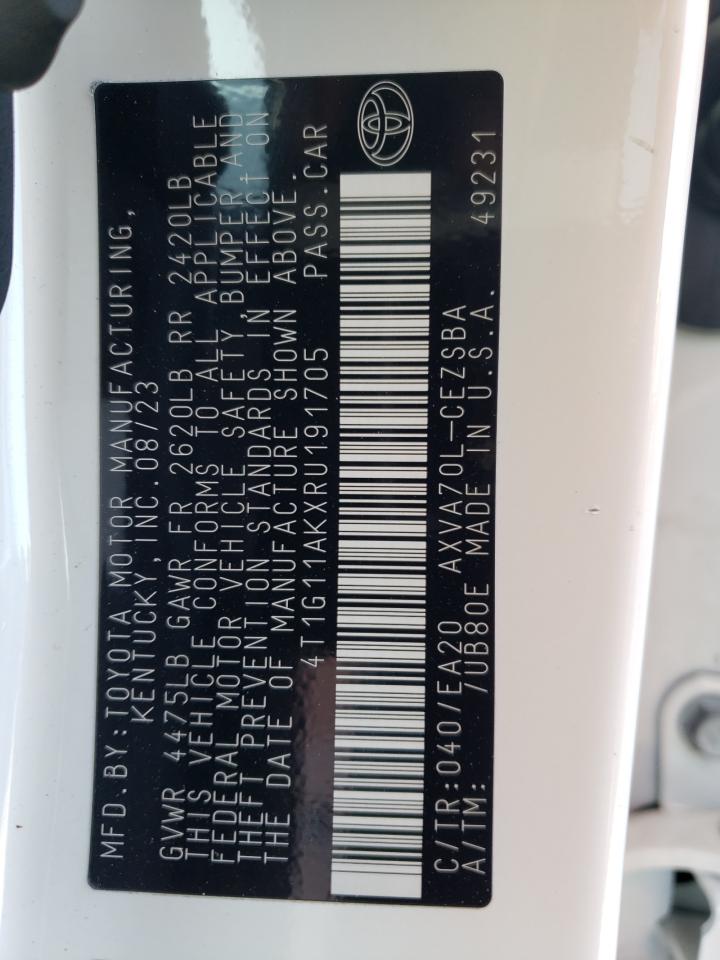 MFD.BY:TOYOTA MOTOR MANUFACTURING,
KENTUCKY,INC.08/23
GVWR 4475LB GAWR FR 2620LB RR 2420LB
THIS VEHICLE CONFORMS TO ALL APPLICABLE
FEDERAL MOTOR VEHICLE SAFETY,BUMPER,AND
THEFT PREVENTION STANDARDS IN EFFECT ON
THE DATE OF MANUFACTURE SHOWN ABOVE.
4T1G11AKXRU191705 PASS.CAR
C/TR:040/EA20 AXVA70L-CEZSBA
A/TM: /UB80E MADE IN U.S.A. 49231